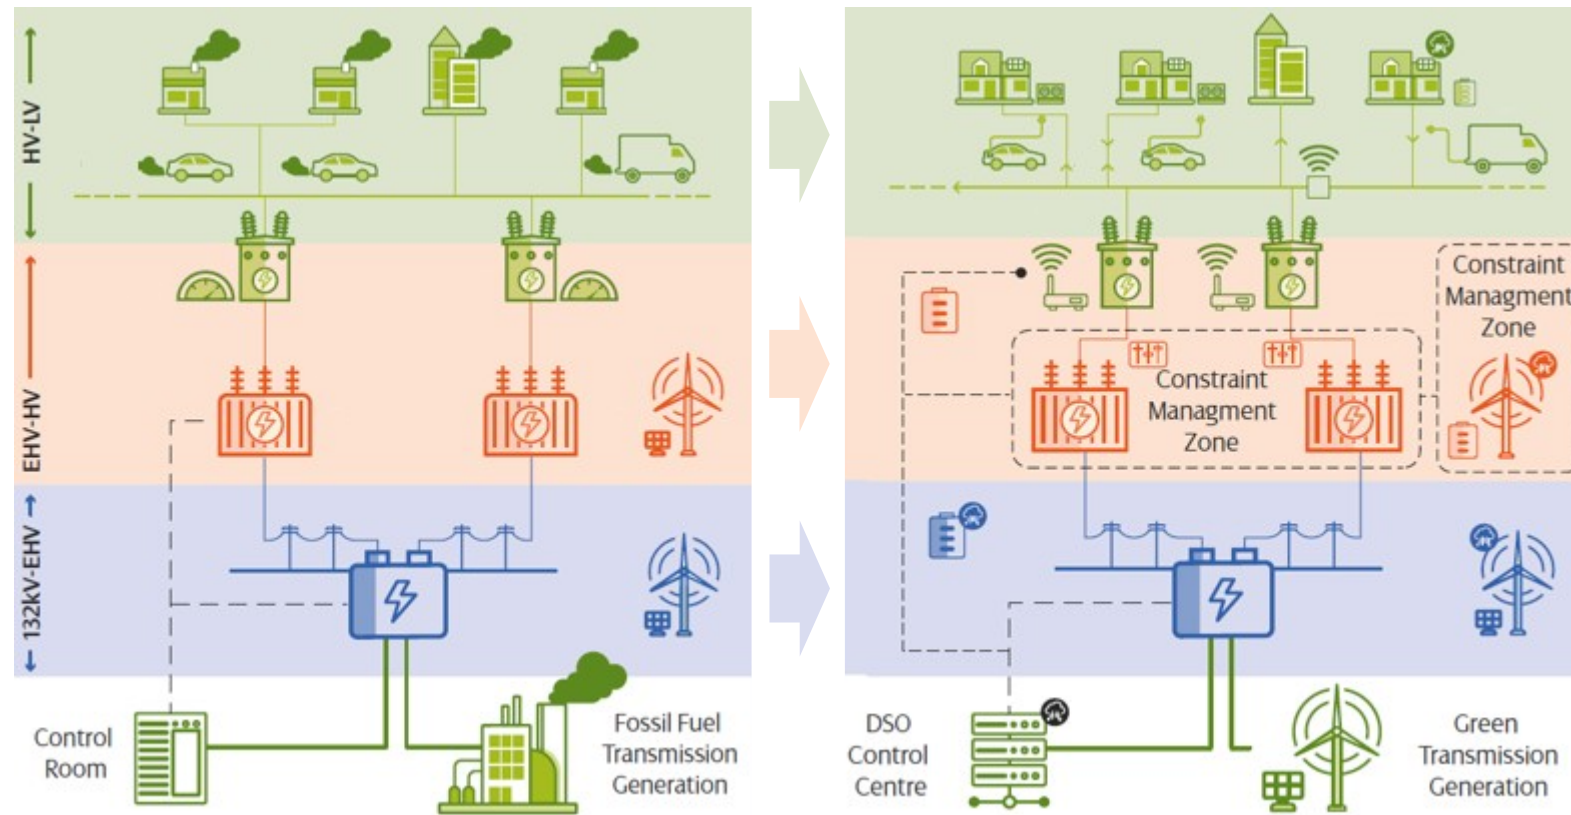 HV-LV
EHV-HV
132kV-EHV
Control
Room
Fossil Fuel
Transmission
Generation
Constraint
Managment
Zone
Constraint
Managment
Zone
DSO
Control
Centre
Green
Transmission
Generation